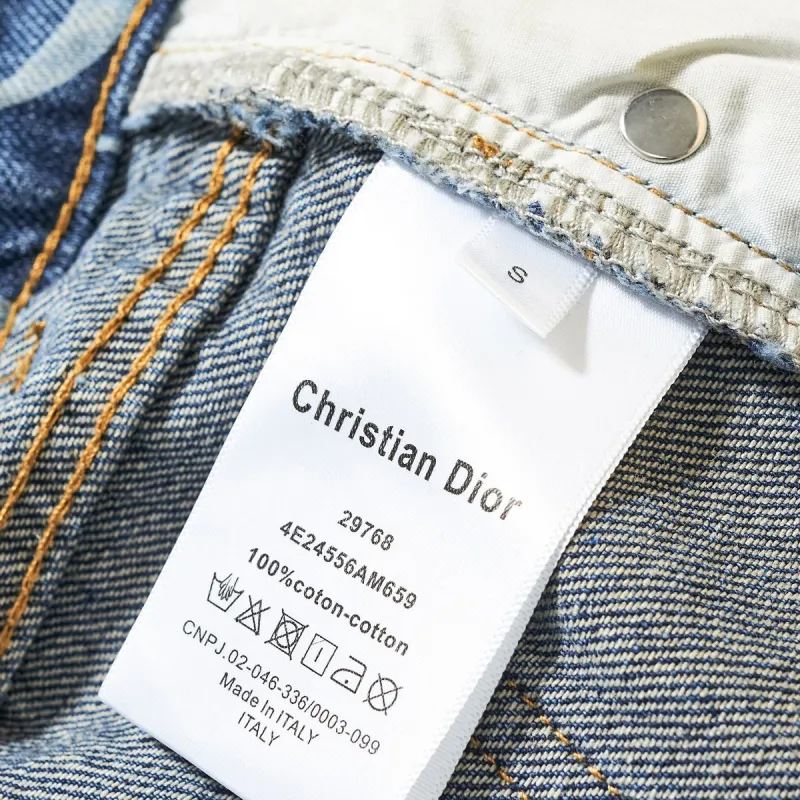 S
Christian Dior
29768
4E24556AM659
100%coton-cotton
CNPJ.02-046-336/0003-099
Made in ITALY
ITALY